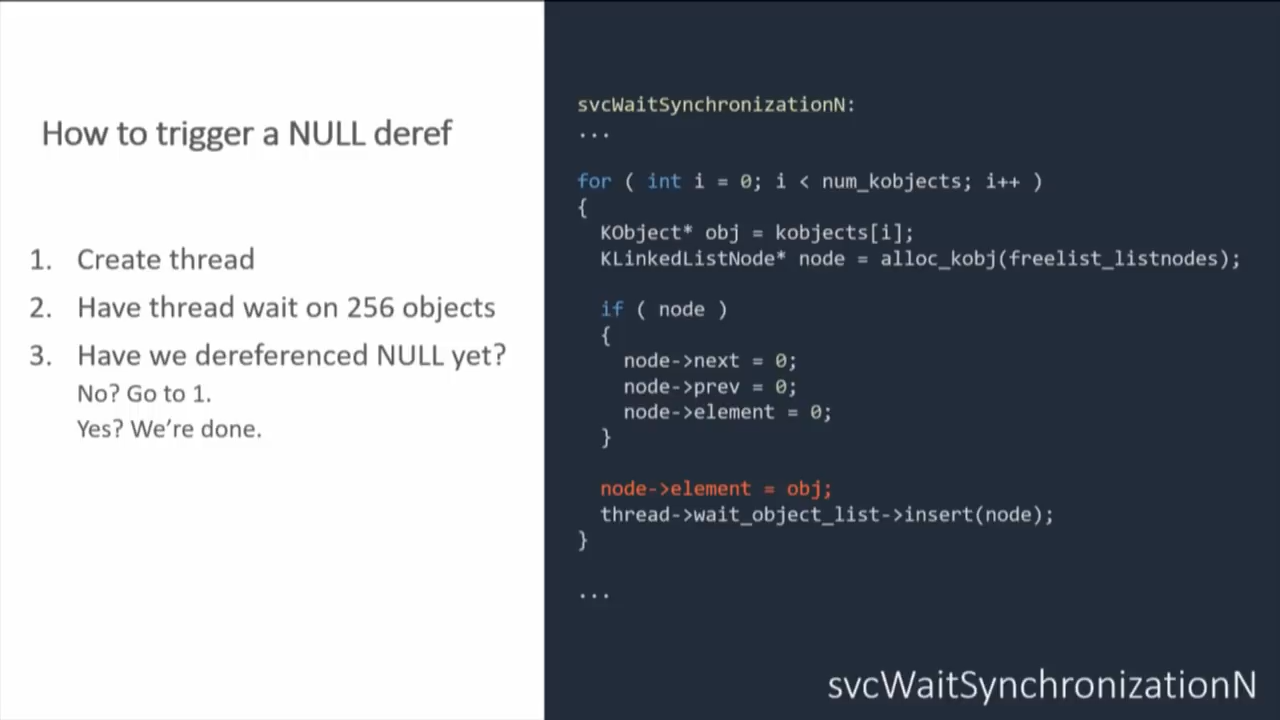 How to trigger a NULL deref
1. Create thread
2. Have thread wait on 256 objects
3. Have we dereferenced NULL yet?
No? Go to 1.
Yes? We’re done.
svcWaitSynchronizationN:
...
for ( int i = 0; i < num_kobjects; i++ )
{
KObject* obj = kobjects[i];
KLinkedListNode* node = alloc_kobj(freelist_listnodes);
if ( node )
{
node->next = 0;
node->prev = 0;
node->element = 0;
}
node->element = obj;
thread->wait_object_list->insert(node);
}
...
svcWaitSynchronizationN